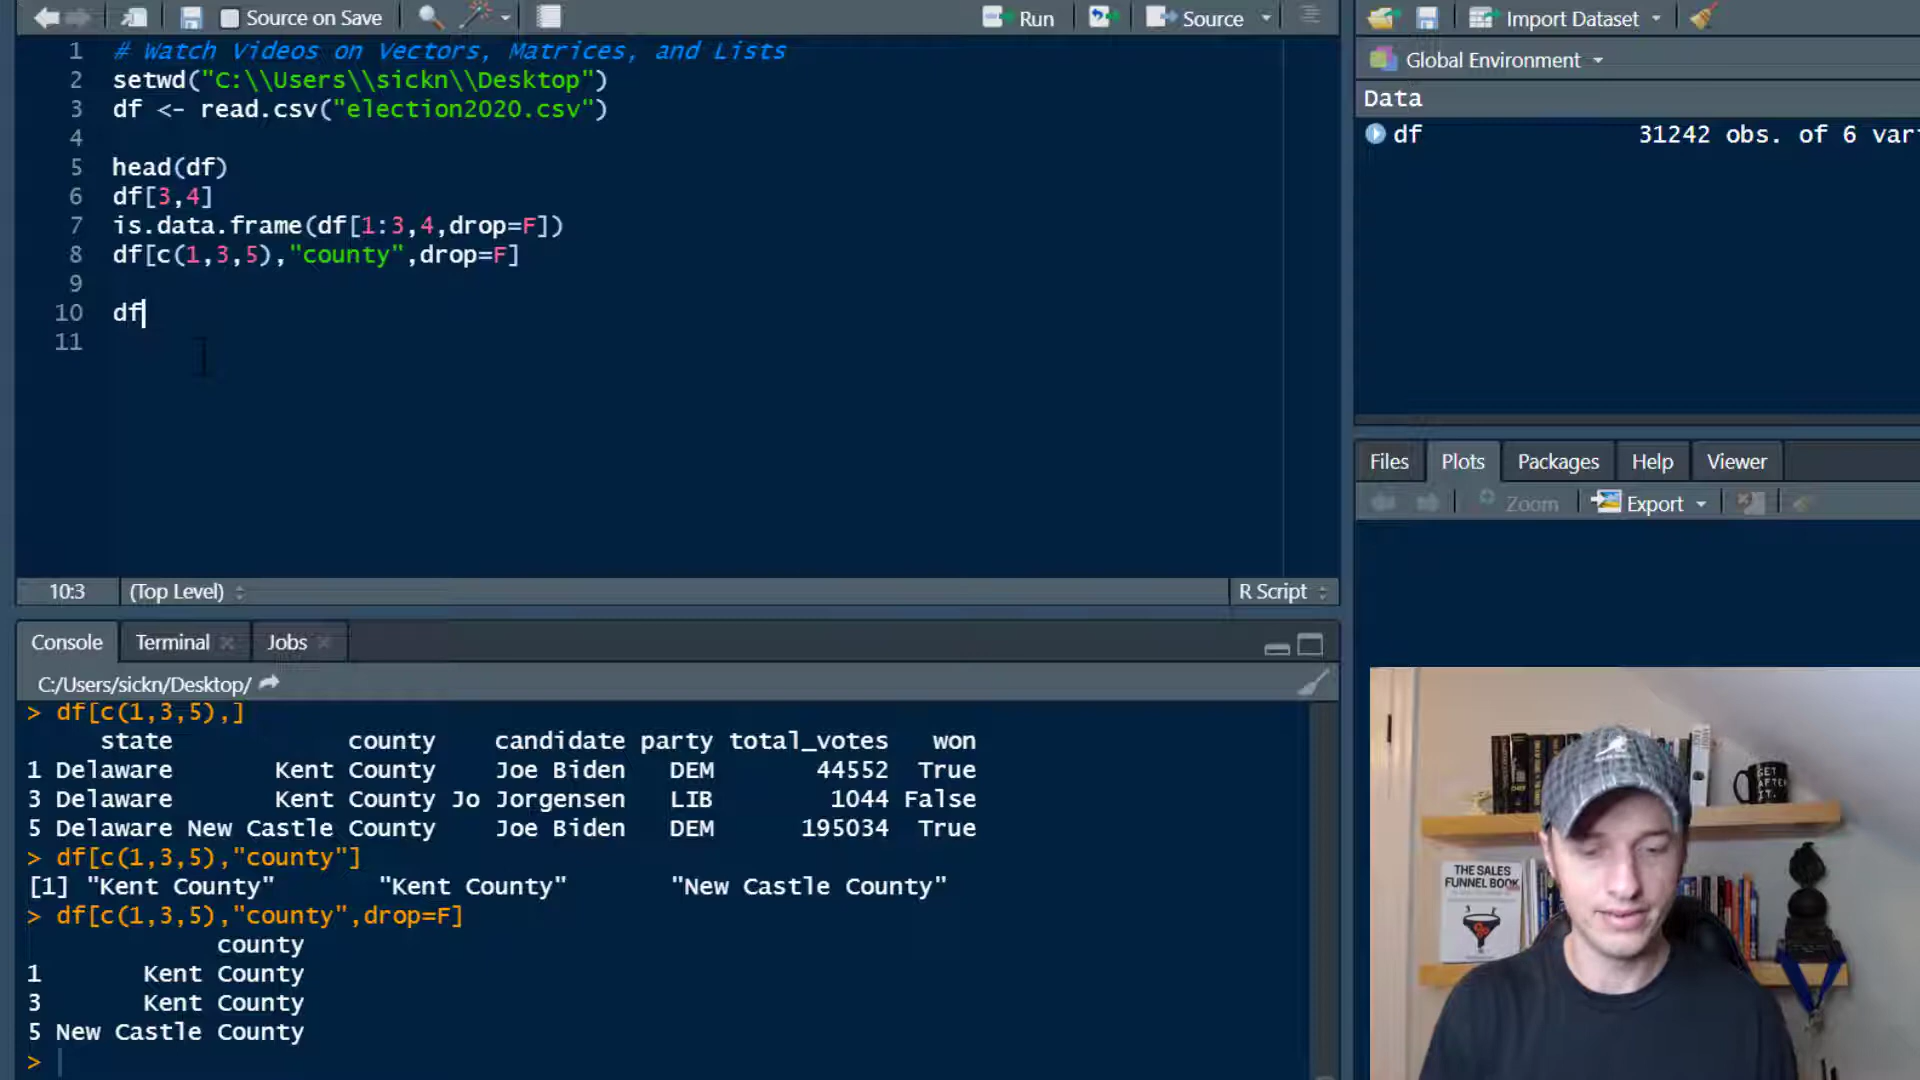 Source on Save
Run
Source
1 # Watch Videos on Vectors, Matrices, and Lists
2 setwd("C:\\Users\\sickn\\Desktop")
3 df <- read.csv("election2020.csv")
4
5 head(df)
6 df[3,4]
7 is.data.frame(df[1:3,4,drop=F])
8 df[c(1,3,5),"county",drop=F]
9
10 df
11
10:3 (Top Level) R Script
Import Dataset
Global Environment
Data
df 31242 obs. of 6 vari
Files Plots Packages Help Viewer
Zoom Export
Console Terminal Jobs
C:/Users/sickn/Desktop/
> df[c(1,3,5),]
state county candidate party total_votes won
1 Delaware Kent County Joe Biden DEM 44552 True
3 Delaware Kent County Jo Jorgensen LIB 1044 False
5 Delaware New Castle County Joe Biden DEM 195034 True
> df[c(1,3,5),"county"]
[1] "Kent County" "Kent County" "New Castle County"
> df[c(1,3,5),"county",drop=F]
county
1 Kent County
3 Kent County
5 New Castle County
>
THE SALES
FUNNEL BOOK
GET
AFTER
IT.